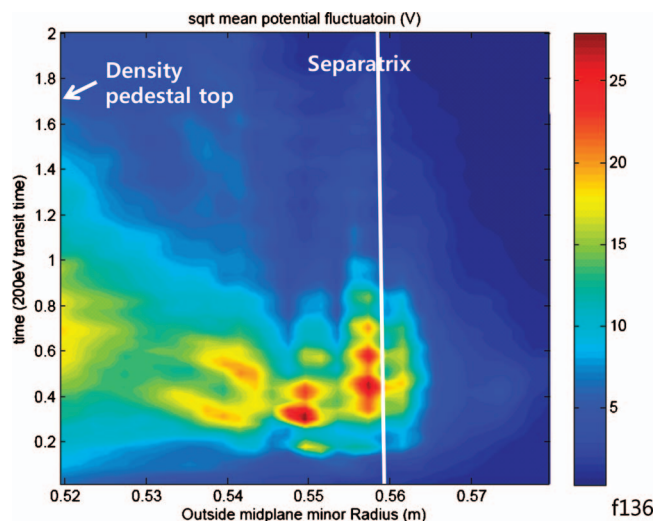 sqrt mean potential fluctuatoin (V)
2
1.8
1.6
1.4
1.2
1
0.8
0.6
0.4
0.2
time (200eV transit time)
Density
pedestal top
Separatrix
0.52 0.53 0.54 0.55 0.56 0.57
Outside midplane minor Radius (m)
25
20
15
10
5
f136